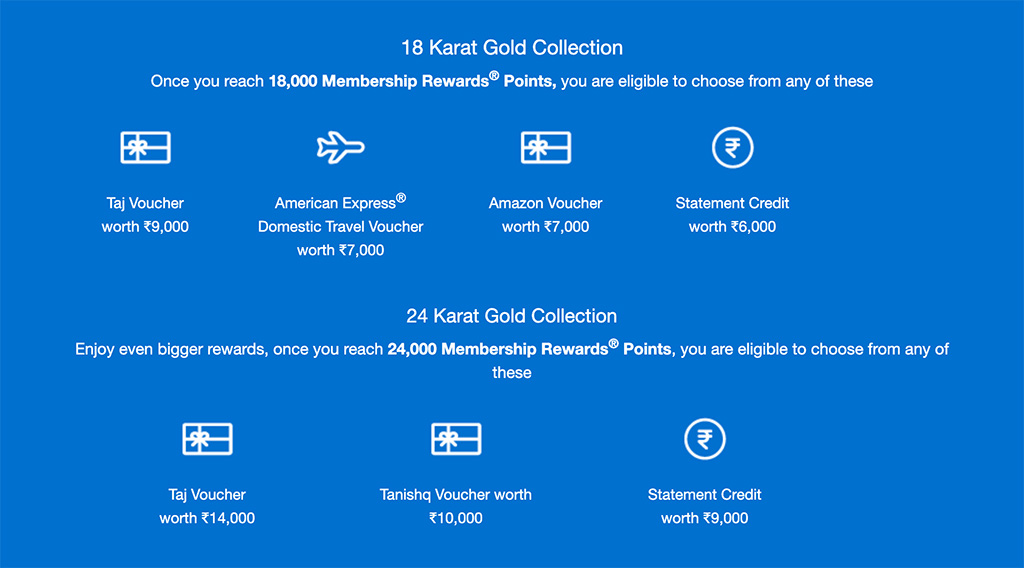 18 Karat Gold Collection
Once you reach 18,000 Membership Rewards® Points, you are eligible to choose from any of these
Taj Voucher
worth ₹9,000
American Express®
Domestic Travel Voucher
worth ₹7,000
Amazon Voucher
worth ₹7,000
Statement Credit
worth ₹6,000
24 Karat Gold Collection
Enjoy even bigger rewards, once you reach 24,000 Membership Rewards® Points, you are eligible to choose from any of
these
Taj Voucher
worth ₹14,000
Tanishq Voucher worth
₹10,000
Statement Credit
worth ₹9,000